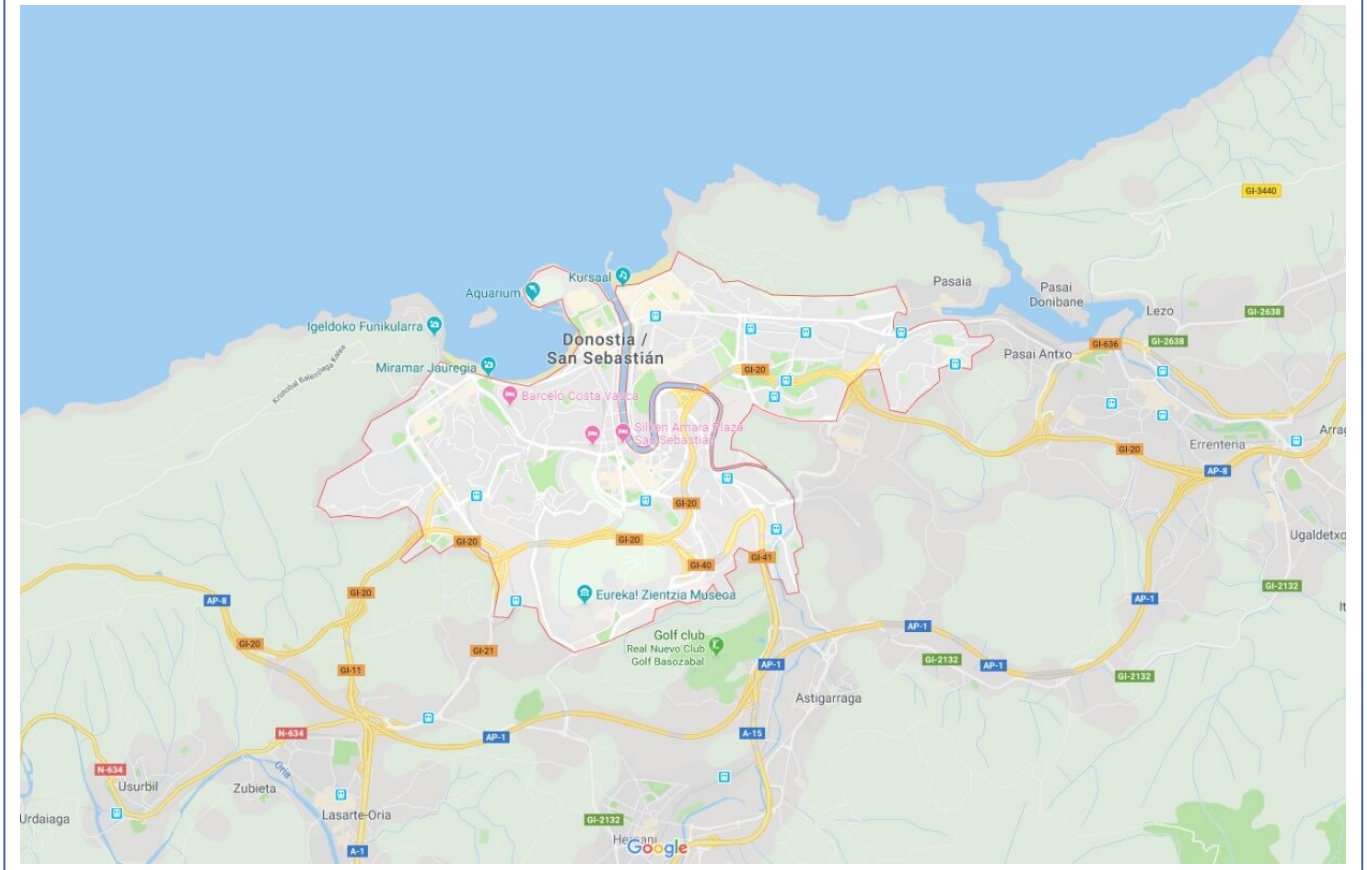 GI-3440
Kursaal
Pasaia
Aquarium
Pasai
Donibane
Lezo
GI-2638
Igeldoko Funikularra
Donostia /
San Sebastián
GI-636
GI-2638
Pasai Antxo
Miramar Jauregia
GI-20
Barceló Costa Vasca
Silken Amara Plaza
San Sebastián
Arrag
Errenteria
GI-20
AP-8
GI-20
Ugaldetxo
GI-20
GI-20
GI-41
GI-40
GI-2132
Eureka! Zientzia Museoa
GI-20
AP-8
AP-1
It
AP-1
Golf club
Real Nuevo Club
Golf Basozabal
GI-20
GI-21
GI-2132
AP-1
AP-1
GI-11
GI-2132
Astigarraga
N-634
AP-1
A-15
N-634
Oria
Usurbil
Zubieta
Lasarte-Oria
Urdaiaga
GI-2132
Hernani
Google
A-1